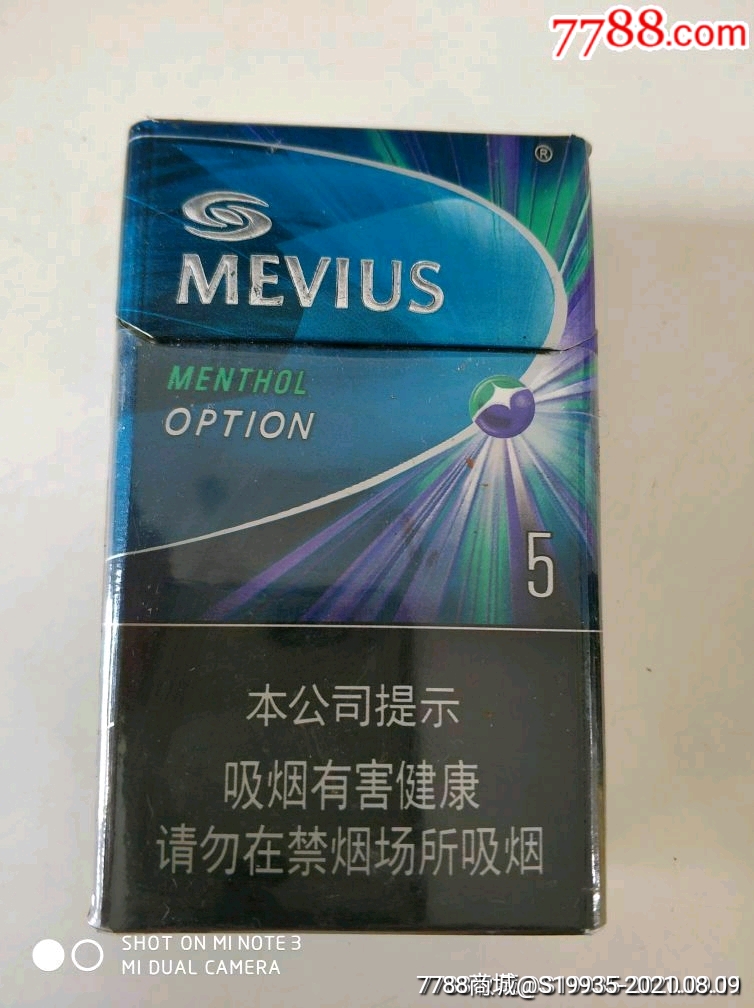 7788.com
®
MEVIUS
MENTHOL
OPTION
5
本公司提示
吸烟有害健康
请勿在禁烟场所吸烟
SHOT ON MI NOTE 3
MI DUAL CAMERA
7788商城@S19935-2021.08.09